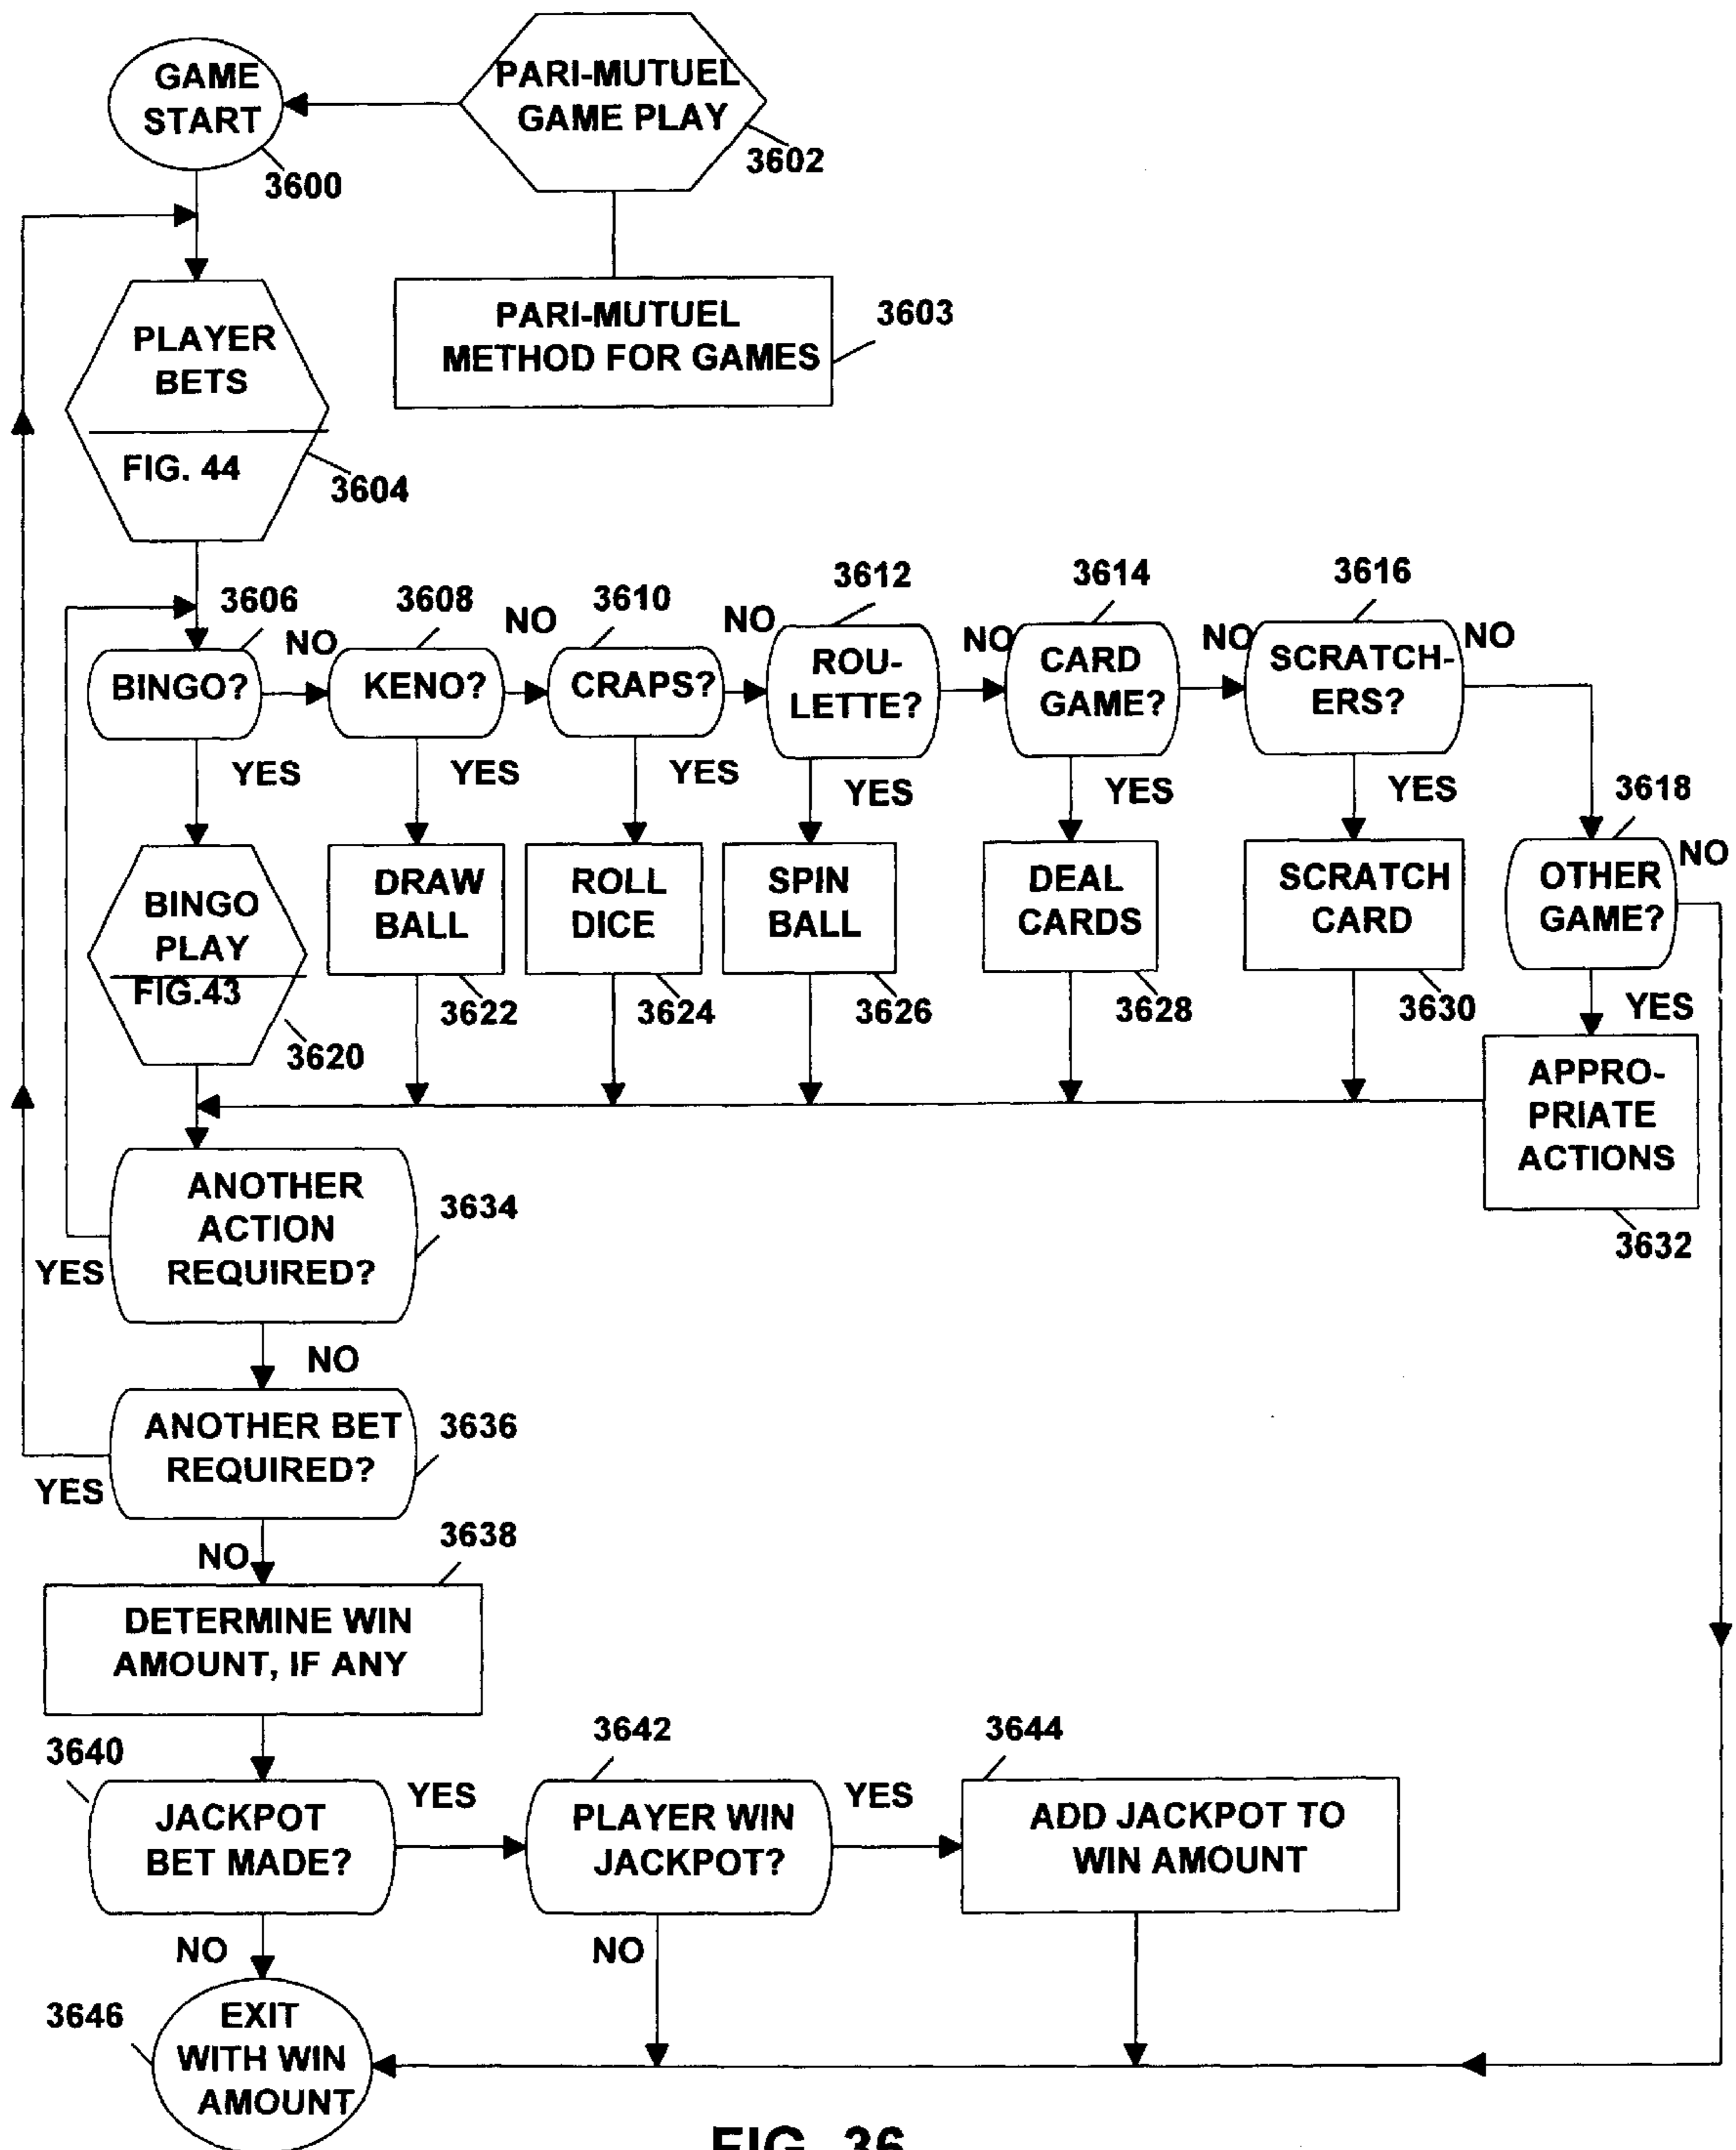 GAME
START
3600
PARI-MUTUEL
GAME PLAY
3602
PARI-MUTUEL
METHOD FOR GAMES
3603
PLAYER
BETS
FIG. 44
3604
3606
BINGO?
NO
YES
3608
KENO?
NO
YES
3610
CRAPS?
NO
YES
3612
ROU-
LETTE?
NO
YES
3614
CARD
GAME?
NO
YES
3616
SCRATCH-
ERS?
NO
YES
3618
OTHER
GAME?
NO
YES
BINGO
PLAY
FIG.43
3620
DRAW
BALL
3622
ROLL
DICE
3624
SPIN
BALL
3626
DEAL
CARDS
3628
SCRATCH
CARD
3630
APPRO-
PRIATE
ACTIONS
3632
ANOTHER
ACTION
REQUIRED?
3634
YES
NO
ANOTHER BET
REQUIRED?
3636
YES
NO
3638
DETERMINE WIN
AMOUNT, IF ANY
3640
JACKPOT
BET MADE?
YES
NO
3642
PLAYER WIN
JACKPOT?
YES
NO
3644
ADD JACKPOT TO
WIN AMOUNT
3646
EXIT
WITH WIN
AMOUNT
FIG. 36